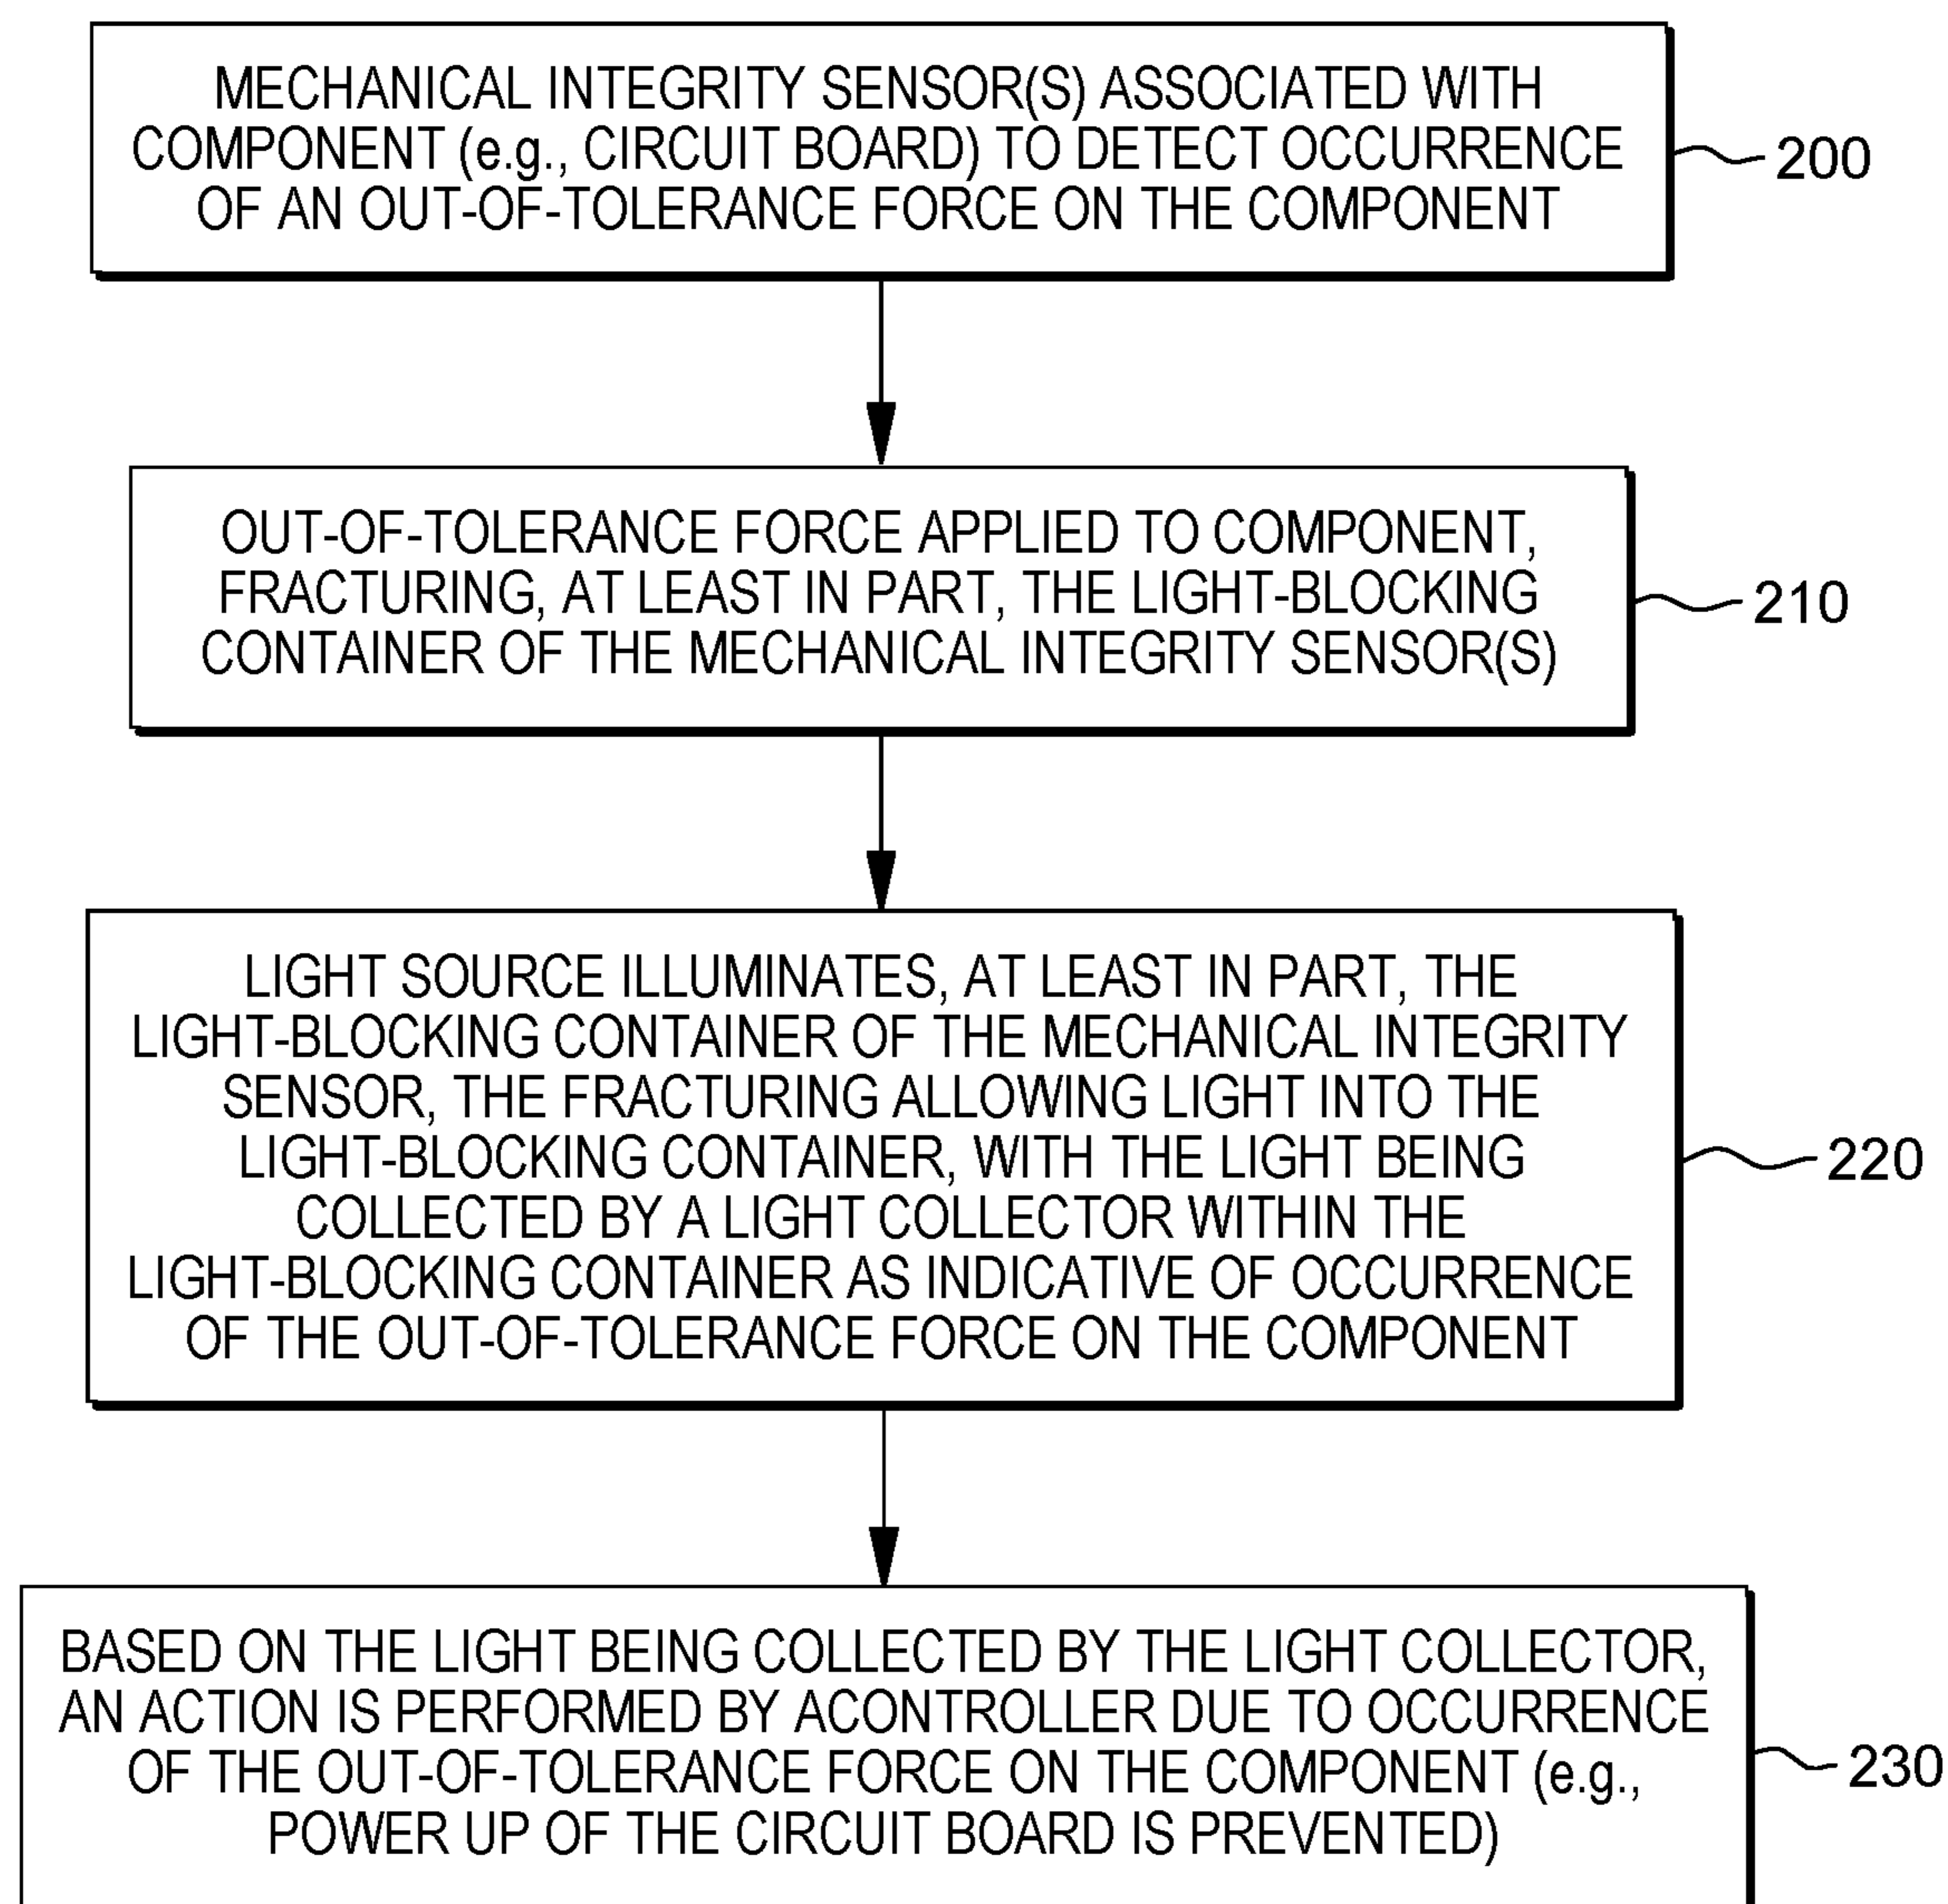 MECHANICAL INTEGRITY SENSOR(S) ASSOCIATED WITH
COMPONENT (e.g., CIRCUIT BOARD) TO DETECT OCCURRENCE
OF AN OUT-OF-TOLERANCE FORCE ON THE COMPONENT
200
OUT-OF-TOLERANCE FORCE APPLIED TO COMPONENT,
FRACTURING, AT LEAST IN PART, THE LIGHT-BLOCKING
CONTAINER OF THE MECHANICAL INTEGRITY SENSOR(S)
210
LIGHT SOURCE ILLUMINATES, AT LEAST IN PART, THE
LIGHT-BLOCKING CONTAINER OF THE MECHANICAL INTEGRITY
SENSOR, THE FRACTURING ALLOWING LIGHT INTO THE
LIGHT-BLOCKING CONTAINER, WITH THE LIGHT BEING
COLLECTED BY A LIGHT COLLECTOR WITHIN THE
LIGHT-BLOCKING CONTAINER AS INDICATIVE OF OCCURRENCE
OF THE OUT-OF-TOLERANCE FORCE ON THE COMPONENT
220
BASED ON THE LIGHT BEING COLLECTED BY THE LIGHT COLLECTOR,
AN ACTION IS PERFORMED BY ACONTROLLER DUE TO OCCURRENCE
OF THE OUT-OF-TOLERANCE FORCE ON THE COMPONENT (e.g.,
POWER UP OF THE CIRCUIT BOARD IS PREVENTED)
230